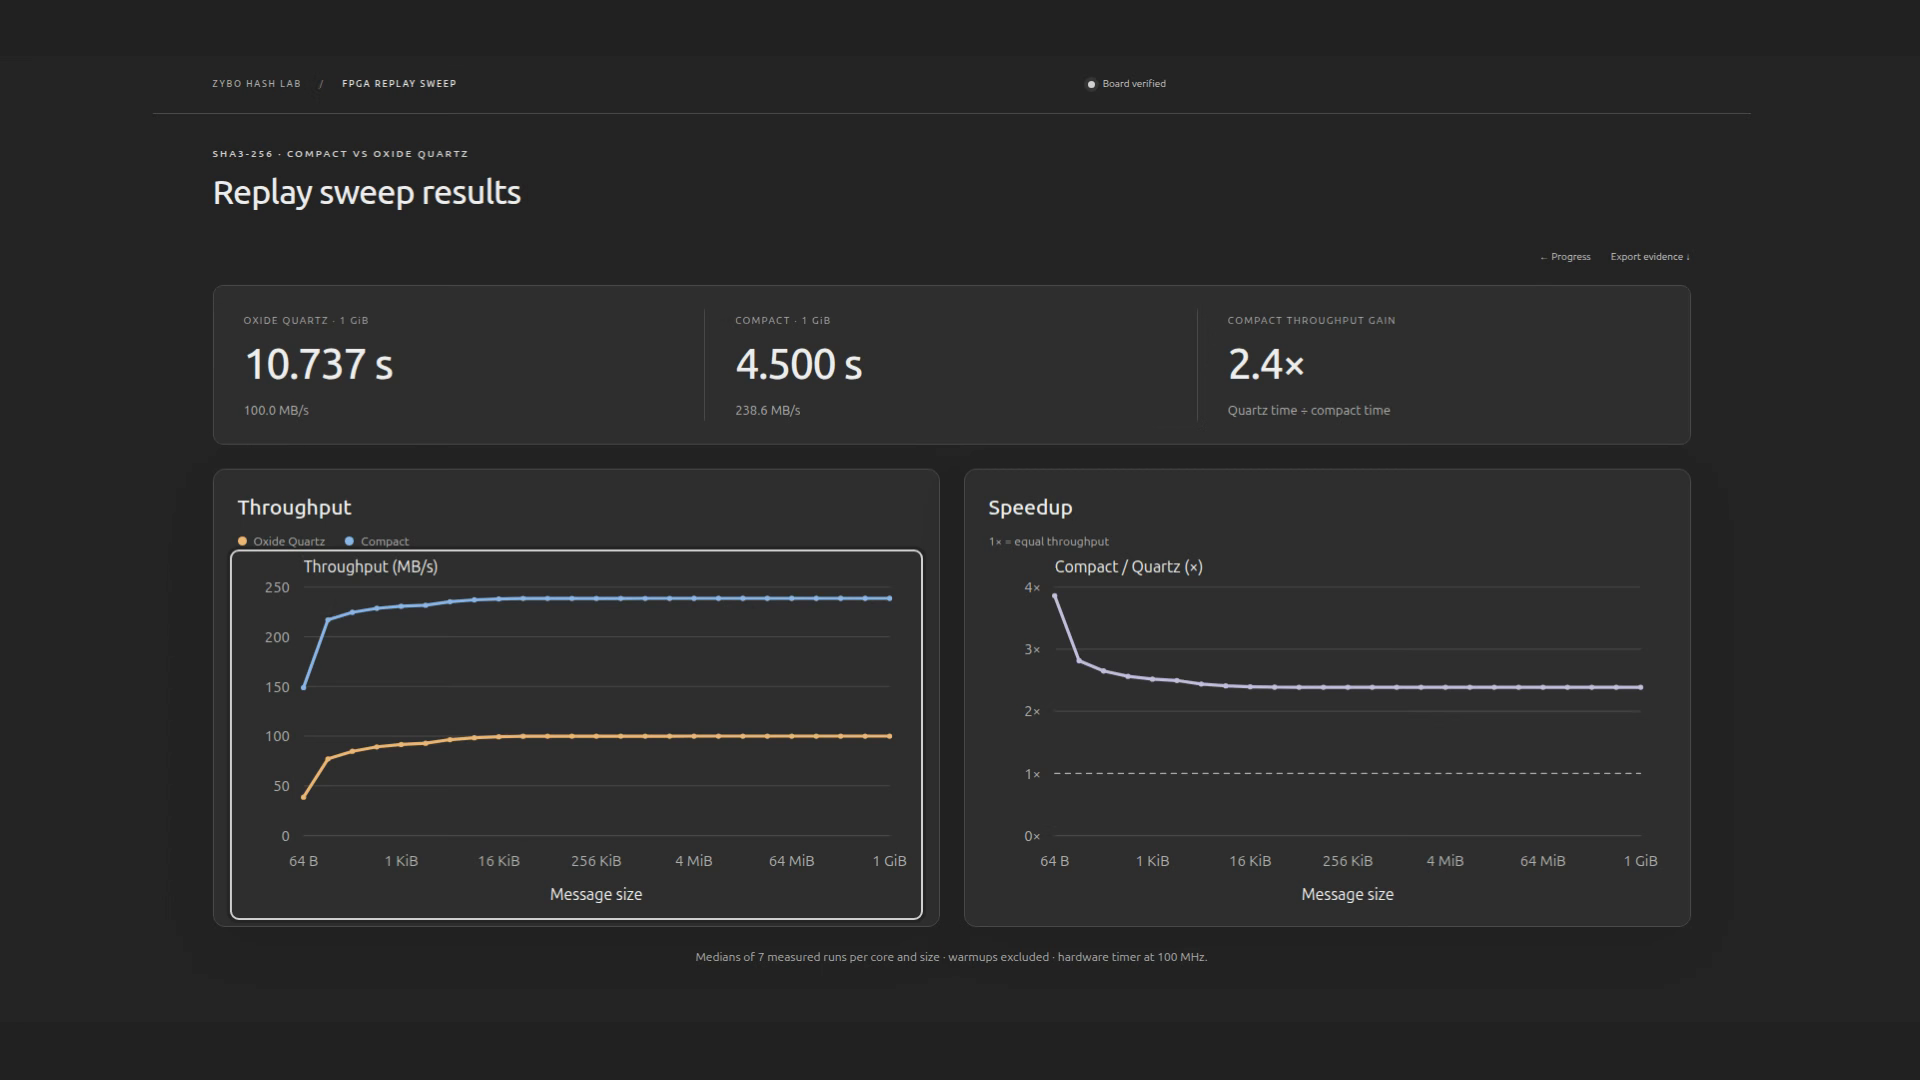 ZYBO HASH LAB / FPGA REPLAY SWEEP
Board verified
SHA3-256 · COMPACT VS OXIDE QUARTZ
Replay sweep results
← Progress
Export evidence ↓
OXIDE QUARTZ · 1 GiB
10.737 s
100.0 MB/s
COMPACT · 1 GiB
4.500 s
238.6 MB/s
COMPACT THROUGHPUT GAIN
2.4×
Quartz time ÷ compact time
Throughput
Oxide Quartz
Compact
Throughput (MB/s)
250
200
150
100
50
0
64 B
1 KiB
16 KiB
256 KiB
4 MiB
64 MiB
1 GiB
Message size
Speedup
1× = equal throughput
Compact / Quartz (×)
4×
3×
2×
1×
0×
64 B
1 KiB
16 KiB
256 KiB
4 MiB
64 MiB
1 GiB
Message size
Medians of 7 measured runs per core and size · warmups excluded · hardware timer at 100 MHz.